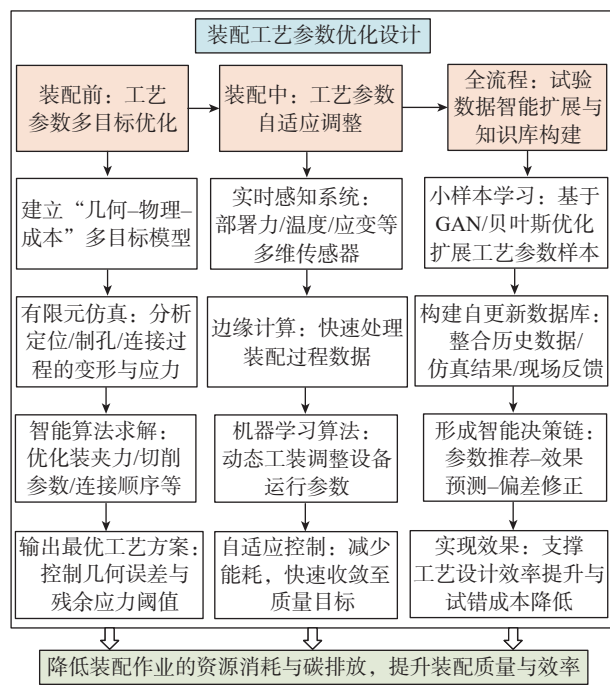 装配工艺参数优化设计
装配前：工艺
参数多目标优化
装配中：工艺参数
自适应调整
全流程：试验
数据智能扩展与
知识库构建
建立“几何–物理–
成本”多目标模型
实时感知系统：
部署力/温度/应变等
多维传感器
小样本学习：基于
GAN/贝叶斯优化
扩展工艺参数样本
有限元仿真：分析
定位/制孔/连接过
程的变形与应力
边缘计算：快速处理
装配过程数据
构建自更新数据库：
整合历史数据/
仿真结果/现场反馈
智能算法求解：
优化装夹力/切削
参数/连接顺序等
机器学习算法：
动态工装调整设备
运行参数
形成智能决策链：
参数推荐–效果
预测–偏差修正
输出最优工艺方案：
控制几何误差与
残余应力阈值
自适应控制：减少
能耗，快速收敛至
质量目标
实现效果：支撑
工艺设计效率提升与
试错成本降低
降低装配作业的资源消耗与碳排放，提升装配质量与效率